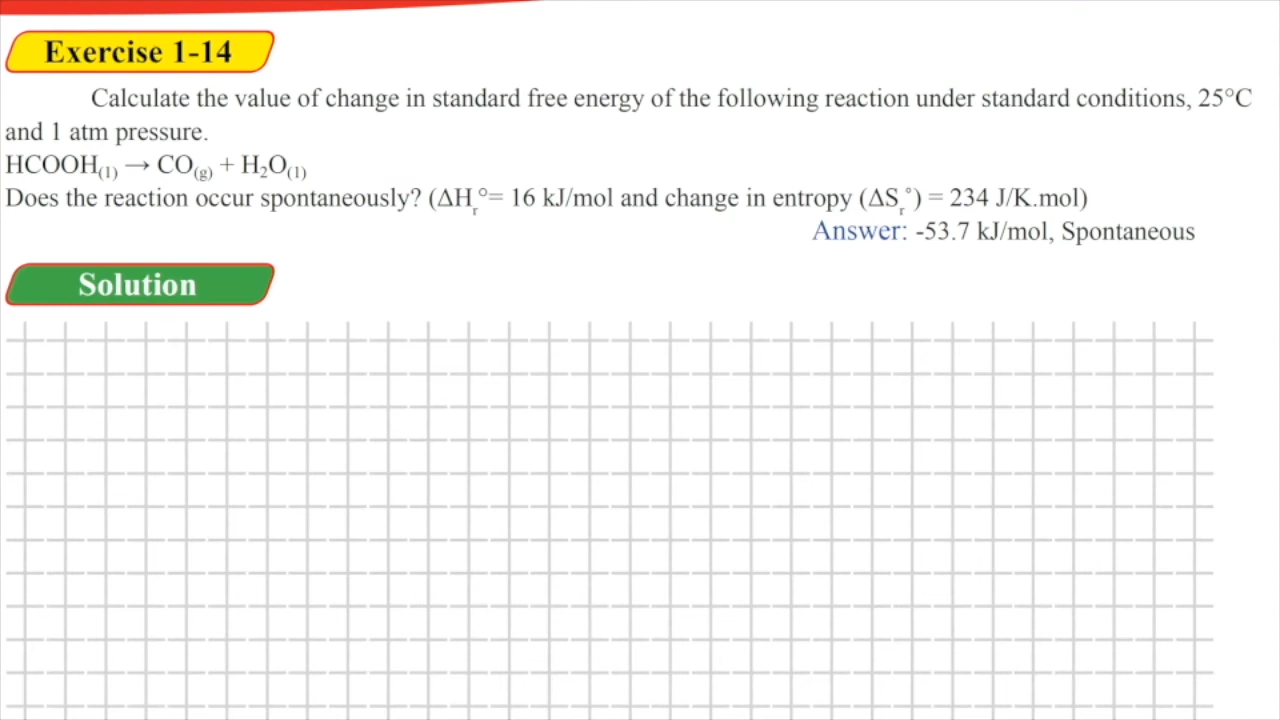 Exercise 1-14
Calculate the value of change in standard free energy of the following reaction under standard conditions, 25°C
and 1 atm pressure.
HCOOH(1) → CO(g) + H₂O(1)
Does the reaction occur spontaneously? (ΔHᵣ°= 16 kJ/mol and change in entropy (ΔSᵣ°) = 234 J/K.mol)
Answer: -53.7 kJ/mol, Spontaneous
Solution